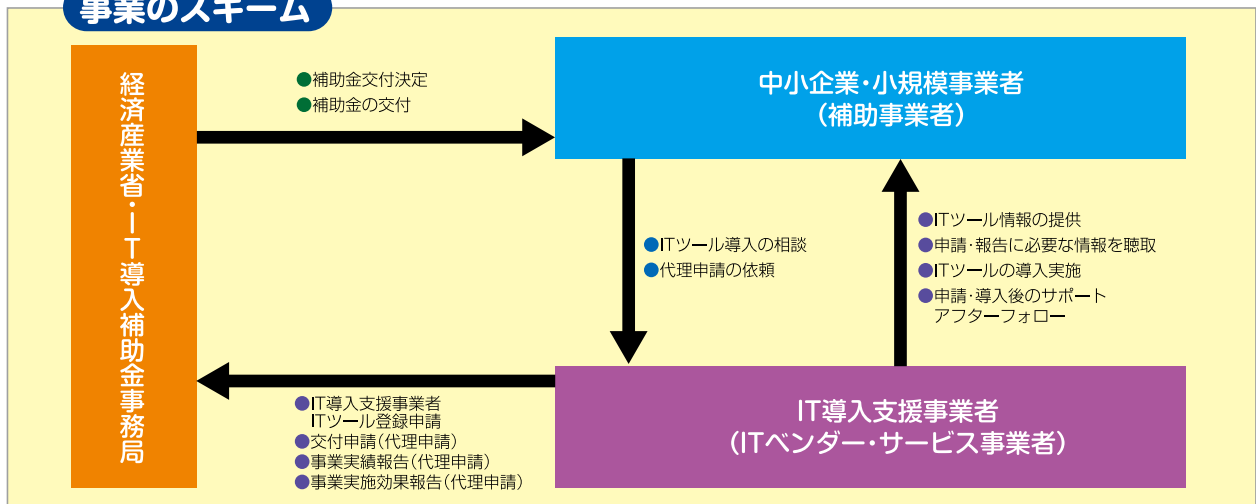 事業のスキーム
経済産業省・IT導入補助金事務局
●補助金交付決定
●補助金の交付
中小企業・小規模事業者
(補助事業者)
●ITツール導入の相談
●代理申請の依頼
●ITツール情報の提供
●申請・報告に必要な情報を聴取
●ITツールの導入実施
●申請・導入後のサポート
アフターフォロー
●IT導入支援事業者
ITツール登録申請
●交付申請(代理申請)
●事業実績報告(代理申請)
●事業実施効果報告(代理申請)
IT導入支援事業者
(ITベンダー・サービス事業者)